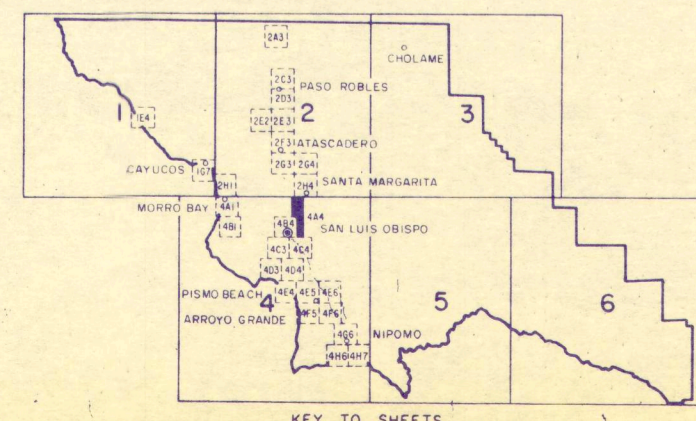 2A3
CHOLAME
2C3
PASO ROBLES
2D3
1
1E4
2E2 2E3
2
3
2F3 ATASCADERO
CAYUCOS 1G7
2G3 2G4
2H1
2H4 SANTA MARGARITA
MORRO BAY 4A1
4A4
4B1
4B4
SAN LUIS OBISPO
4C3 4C4
4D3 4D4
PISMO BEACH 4E4 4E5 4E6
4
5
6
ARROYO GRANDE 4F5 4F6
4G6 NIPOMO
4H6 4H7
KEY TO SHEETS